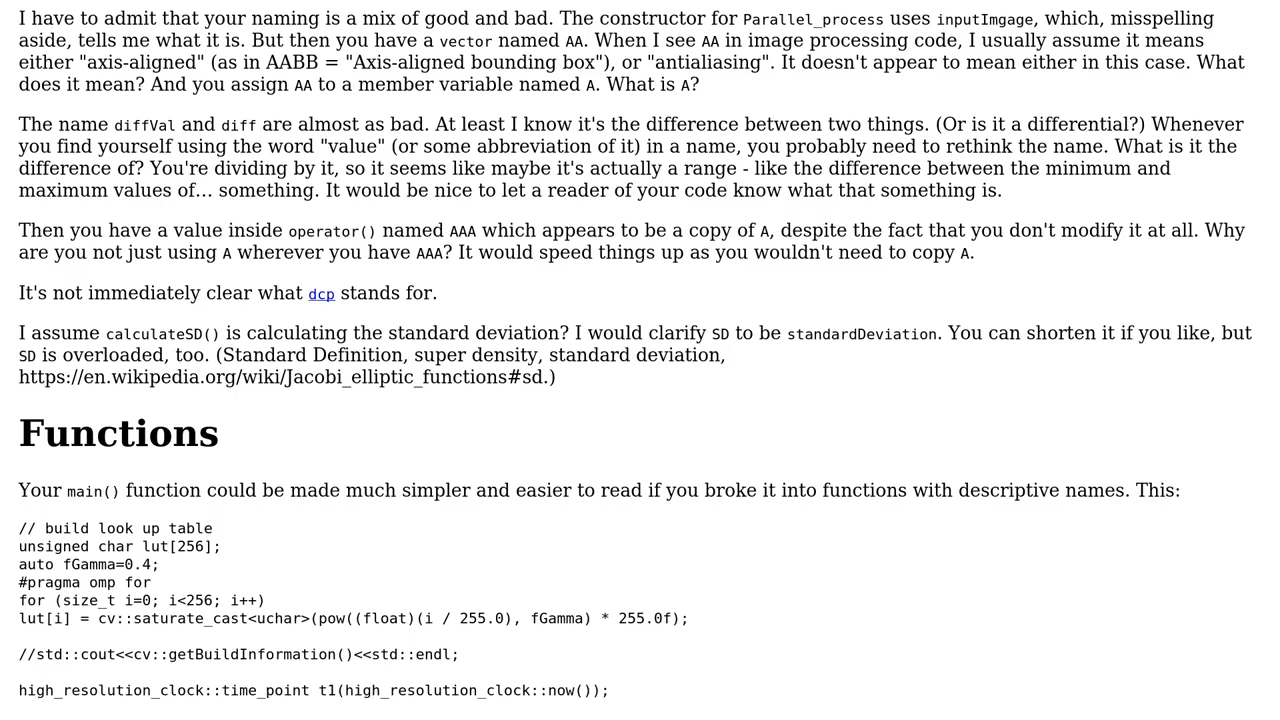 I have to admit that your naming is a mix of good and bad. The constructor for Parallel_process uses inputImgage, which, misspelling
aside, tells me what it is. But then you have a vector named AA. When I see AA in image processing code, I usually assume it means
either "axis-aligned" (as in AABB = "Axis-aligned bounding box"), or "antialiasing". It doesn't appear to mean either in this case. What
does it mean? And you assign AA to a member variable named A. What is A?
The name diffVal and diff are almost as bad. At least I know it's the difference between two things. (Or is it a differential?) Whenever
you find yourself using the word "value" (or some abbreviation of it) in a name, you probably need to rethink the name. What is it the
difference of? You're dividing by it, so it seems like maybe it's actually a range - like the difference between the minimum and
maximum values of… something. It would be nice to let a reader of your code know what that something is.
Then you have a value inside operator() named AAA which appears to be a copy of A, despite the fact that you don't modify it at all. Why
are you not just using A wherever you have AAA? It would speed things up as you wouldn't need to copy A.
It's not immediately clear what dcp stands for.
I assume calculateSD() is calculating the standard deviation? I would clarify SD to be standardDeviation. You can shorten it if you like, but
SD is overloaded, too. (Standard Definition, super density, standard deviation,
https://en.wikipedia.org/wiki/Jacobi_elliptic_functions#sd.)
Functions
Your main() function could be made much simpler and easier to read if you broke it into functions with descriptive names. This:
// build look up table
unsigned char lut[256];
auto fGamma=0.4;
#pragma omp for
for (size_t i=0; i<256; i++)
lut[i] = cv::saturate_cast<uchar>(pow((float)(i / 255.0), fGamma) * 255.0f);
//std::cout<<cv::getBuildInformation()<<std::endl;
high_resolution_clock::time_point t1(high_resolution_clock::now());